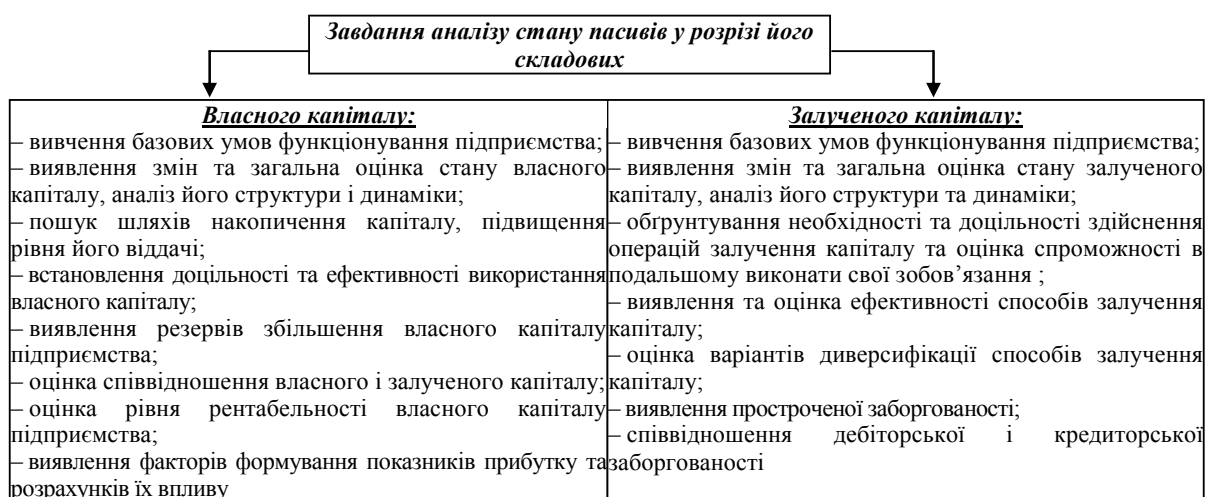 Завдання аналізу стану пасивів у розрізі його
складових
Власного капіталу:
– вивчення базових умов функціонування підприємства;
– виявлення змін та загальна оцінка стану власного
капіталу, аналіз його структури і динаміки;
– пошук шляхів накопичення капіталу, підвищення
рівня його віддачі;
– встановлення доцільності та ефективності використання
власного капіталу;
– виявлення резервів збільшення власного капіталу
підприємства;
– оцінка співвідношення власного і залученого капіталу;
– оцінка рівня рентабельності власного капіталу
підприємства;
– виявлення факторів формування показників прибутку та
розрахунків їх впливу
Залученого капіталу:
– вивчення базових умов функціонування підприємства;
– виявлення змін та загальна оцінка стану залученого
капіталу, аналіз його структури та динаміки;
– обґрунтування необхідності та доцільності здійснення
операцій залучення капіталу та оцінка спроможності в
подальшому виконати свої зобов’язання ;
– виявлення та оцінка ефективності способів залучення
капіталу;
– оцінка варіантів диверсифікації способів залучення
капіталу;
– виявлення простроченої заборгованості;
– співвідношення дебіторської і кредиторської
заборгованості